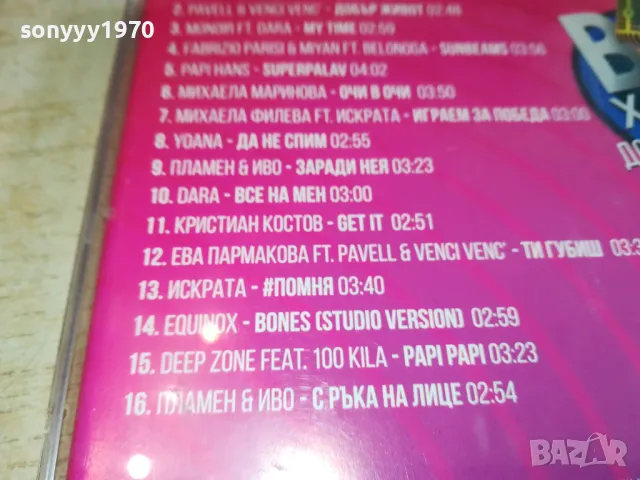 sonyyy1970
2. PAVELL & VENCI VENC' - ДОБЪР ЖИВОТ 02:46
3. MONOIR FT. DARA - MY TIME 02:59
4. FABRIZIO PARISI & MIYAN FT. BELONOGA - SUNBEAMS 03:56
5. PAPI HANS - SUPERPALAV 04:02
6. МИХАЕЛА МАРИНОВА - ОЧИ В ОЧИ 03:50
7. МИХАЕЛА ФИЛЕВА FT. ИСКРАТА - ИГРАЕМ ЗА ПОБЕДА 03:00
8. YOANA - ДА НЕ СПИМ 02:55
9. ПЛАМЕН & ИВО - ЗАРАДИ НЕЯ 03:23
10. DARA - ВСЕ НА МЕН 03:00
11. КРИСТИАН КОСТОВ - GET IT 02:51
12. ЕВА ПАРМАКОВА FT. PAVELL & VENCI VENC' - ТИ ГУБИШ 03:3
13. ИСКРАТА - #ПОМНЯ 03:40
14. EQUINOX - BONES (STUDIO VERSION) 02:59
15. DEEP ZONE FEAT. 100 KILA - PAPI PAPI 03:23
16. ПЛАМЕН & ИВО - С РЪКА НА ЛИЦЕ 02:54
BAZAR